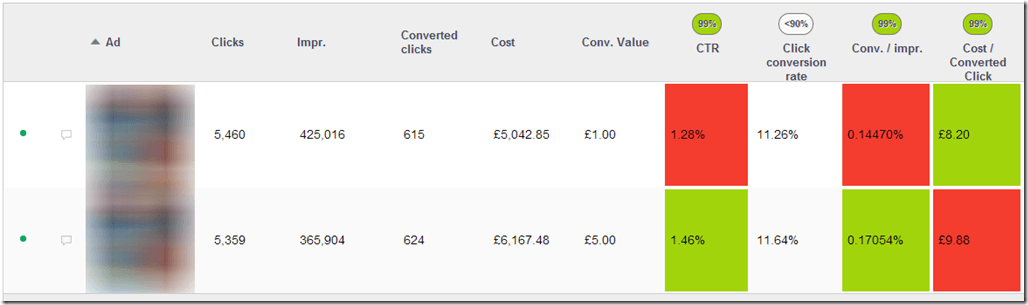 99% <90% 99% 99%
Ad Clicks Impr. Converted clicks Cost Conv. Value CTR Click conversion rate Conv. / impr. Cost / Converted Click
5,460 425,016 615 £5,042.85 £1.00 1.28% 11.26% 0.14470% £8.20
5,359 365,904 624 £6,167.48 £5.00 1.46% 11.64% 0.17054% £9.88